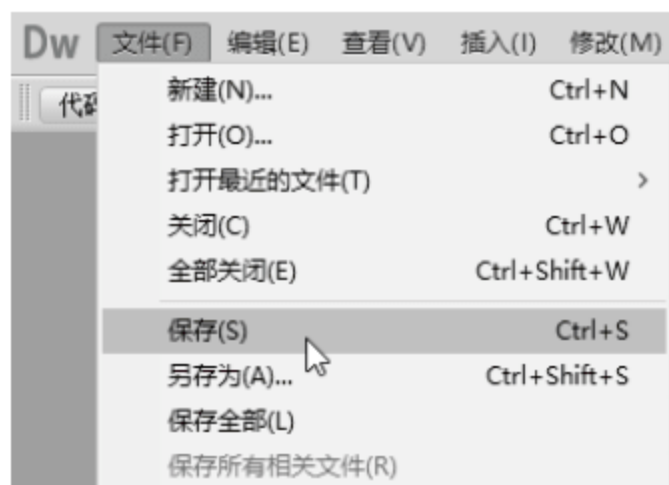 Dw 文件(F) 编辑(E) 查看(V) 插入(I) 修改(M)
代码
新建(N)... Ctrl+N
打开(O)... Ctrl+O
打开最近的文件(T) >
关闭(C) Ctrl+W
全部关闭(E) Ctrl+Shift+W
保存(S) Ctrl+S
另存为(A)... Ctrl+Shift+S
保存全部(L)
保存所有相关文件(R)